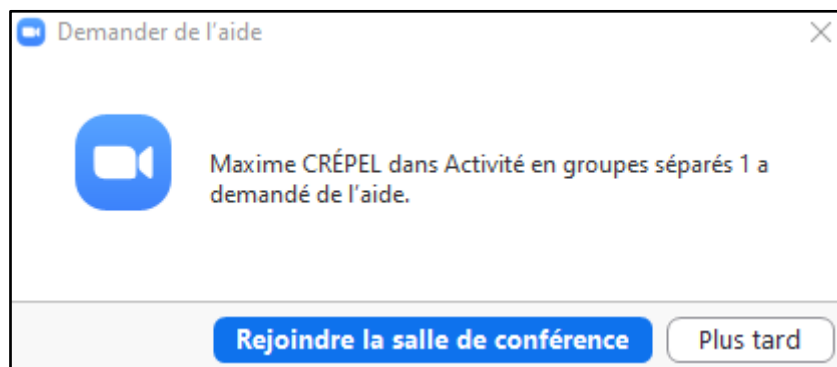 Demander de l'aide
Maxime CRÉPEL dans Activité en groupes séparés 1 a
demandé de l'aide.
Rejoindre la salle de conférence
Plus tard